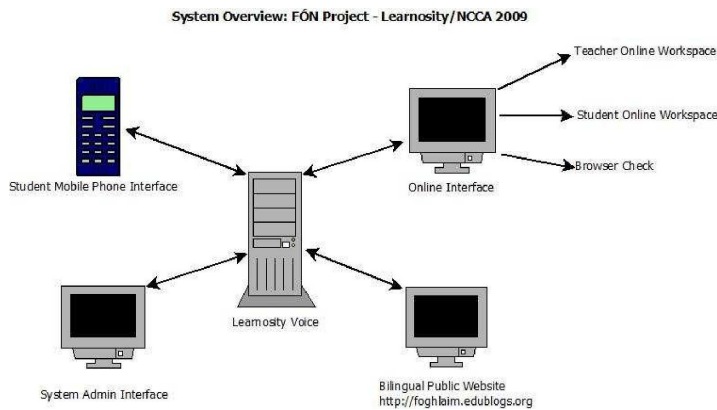 System Overview: FÓN Project - Learnosity/NCCA 2009
Teacher Online Workspace
Student Online Workspace
Browser Check
Student Mobile Phone Interface
Online Interface
Learnosity Voice
System Admin Interface
Bilingual Public Website
http://foghlaim.edublogs.org